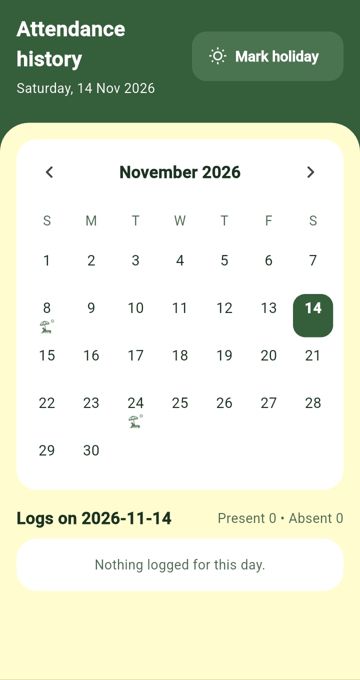 Attendance
history
Mark holiday
Saturday, 14 Nov 2026
November 2026
S M T W T F S
1 2 3 4 5 6 7
8 9 10 11 12 13 14
15 16 17 18 19 20 21
22 23 24 25 26 27 28
29 30
Logs on 2026-11-14 Present 0 • Absent 0
Nothing logged for this day.